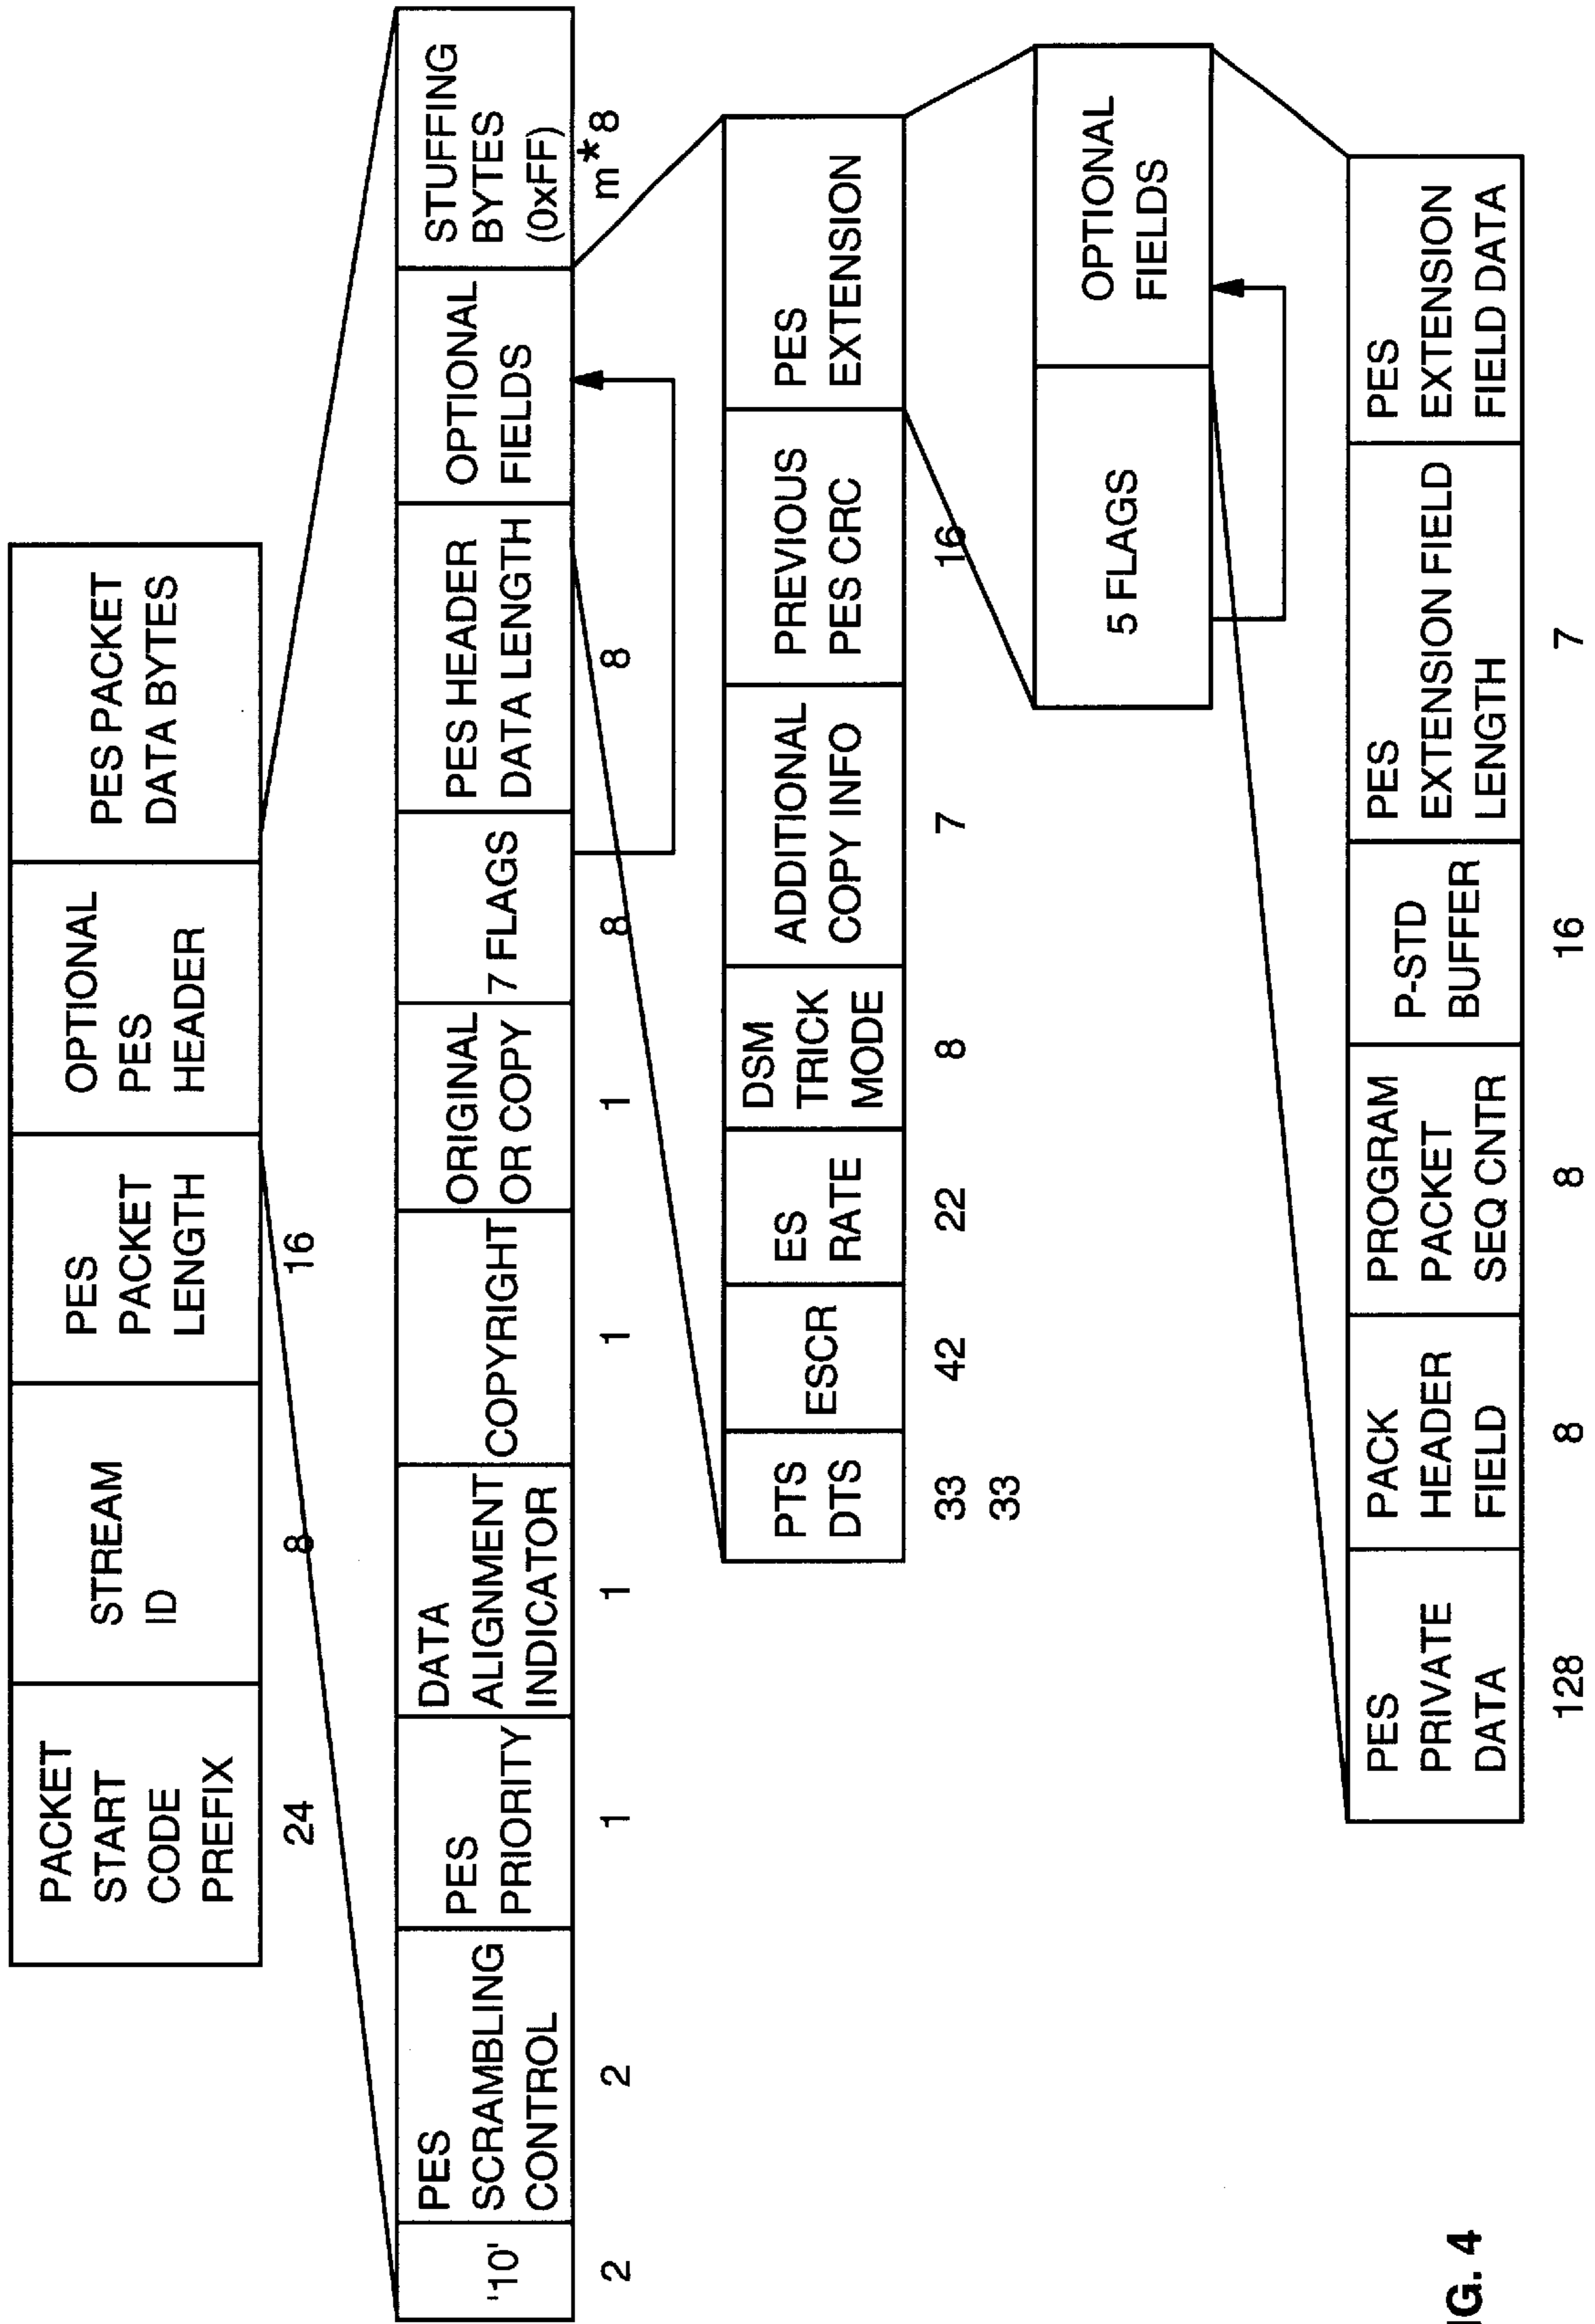 PACKET
START
CODE
PREFIX
STREAM
ID
PES
PACKET
LENGTH
OPTIONAL
PES
HEADER
PES PACKET
DATA BYTES
24
8
16
'10'
PES
SCRAMBLING
CONTROL
PES
PRIORITY
DATA
ALIGNMENT
INDICATOR
COPYRIGHT
ORIGINAL
OR COPY
7 FLAGS
PES HEADER
DATA LENGTH
OPTIONAL
FIELDS
STUFFING
BYTES
(0xFF)
2
2
1
1
1
1
8
8
m*8
PTS
DTS
ESCR
ES
RATE
DSM
TRICK
MODE
ADDITIONAL
COPY INFO
PREVIOUS
PES CRC
PES
EXTENSION
33
33
42
22
8
7
16
5 FLAGS
OPTIONAL
FIELDS
PES
PRIVATE
DATA
PACK
HEADER
FIELD
PROGRAM
PACKET
SEQ CNTR
P-STD
BUFFER
PES
EXTENSION FIELD
LENGTH
PES
EXTENSION
FIELD DATA
128
8
8
16
7
IG. 4